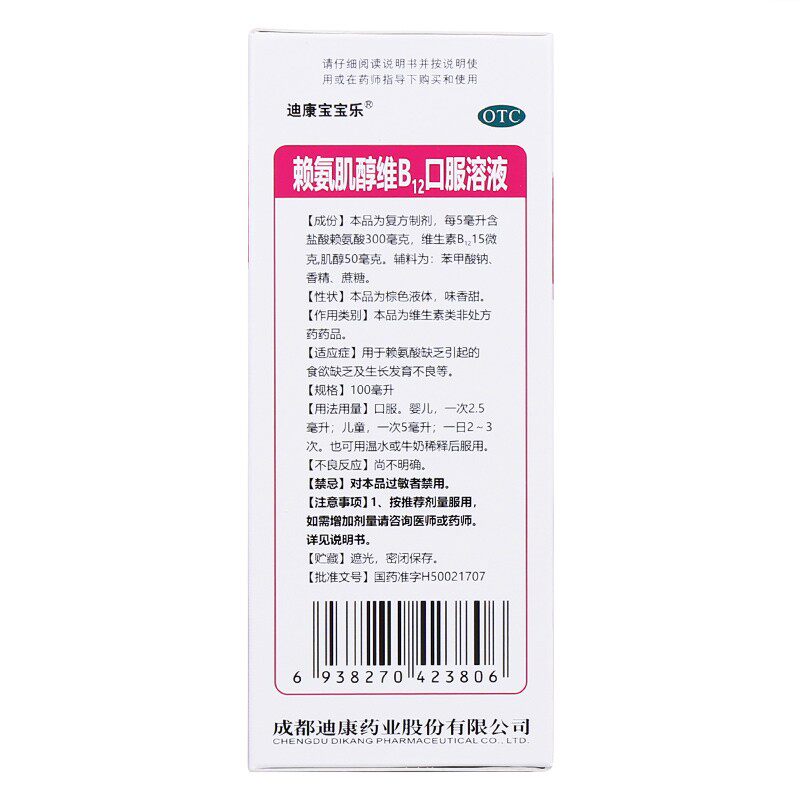 请仔细阅读说明书并按说明使
用或在药师指导下购买和使用
迪康宝宝乐®
OTC
赖氨肌醇维B₁₂口服溶液
【成份】本品为复方制剂，每5毫升含
盐酸赖氨酸300毫克，维生素B₁₂15微
克,肌醇50毫克。辅料为：苯甲酸钠、
香精、蔗糖。
【性状】本品为棕色液体，味香甜。
【作用类别】本品为维生素类非处方
药药品。
【适应症】用于赖氨酸缺乏引起的
食欲缺乏及生长发育不良等。
【规格】100毫升
【用法用量】口服。婴儿，一次2.5
毫升；儿童，一次5毫升；一日2～3
次。也可用温水或牛奶稀释后服用。
【不良反应】尚不明确。
【禁忌】对本品过敏者禁用。
【注意事项】1、按推荐剂量服用，
如需增加剂量请咨询医师或药师。
详见说明书。
【贮藏】遮光，密闭保存。
【批准文号】国药准字H50021707
6 938270 423806
成都迪康药业股份有限公司
CHENGDU DIKANG PHARMACEUTICAL CO., LTD.